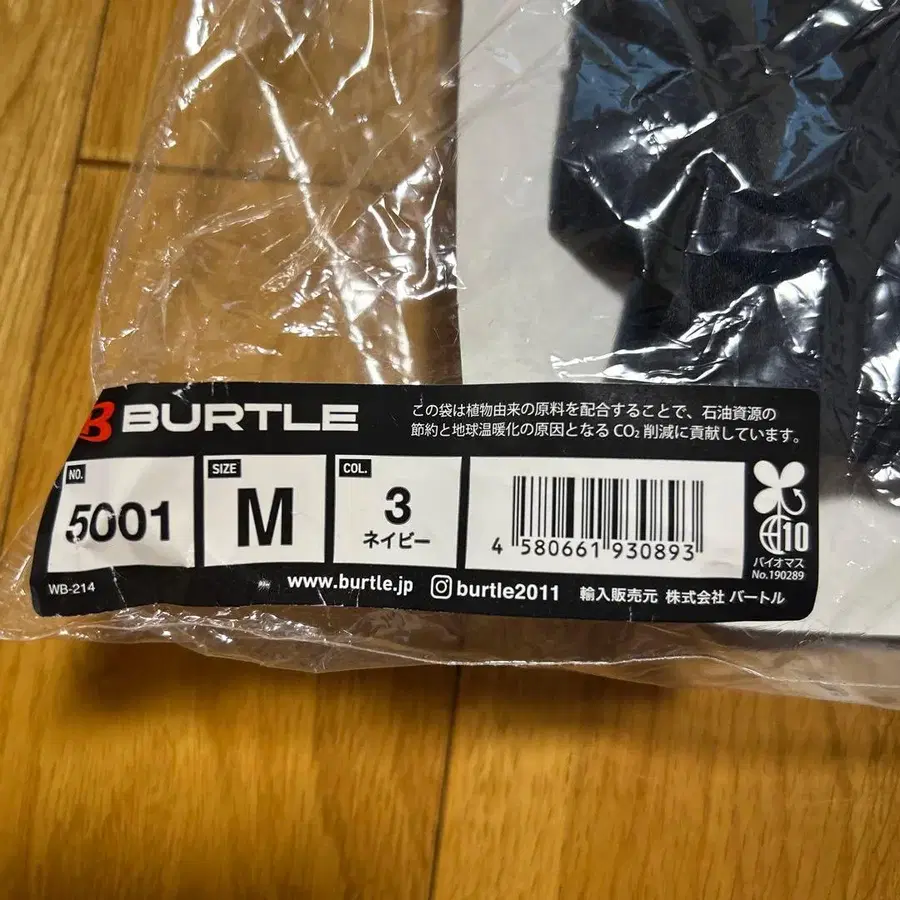 BURTLE
この袋は植物由来の原料を配合することで、石油資源の
節約と地球温暖化の原因となる CO₂ 削減に貢献しています。
NO.
5001
SIZE
M
COL.
3
ネイビー
4 580661 930893
10
バイオマス
No.190289
WB-214
www.burtle.jp
burtle2011
輸入販売元 株式会社 バートル